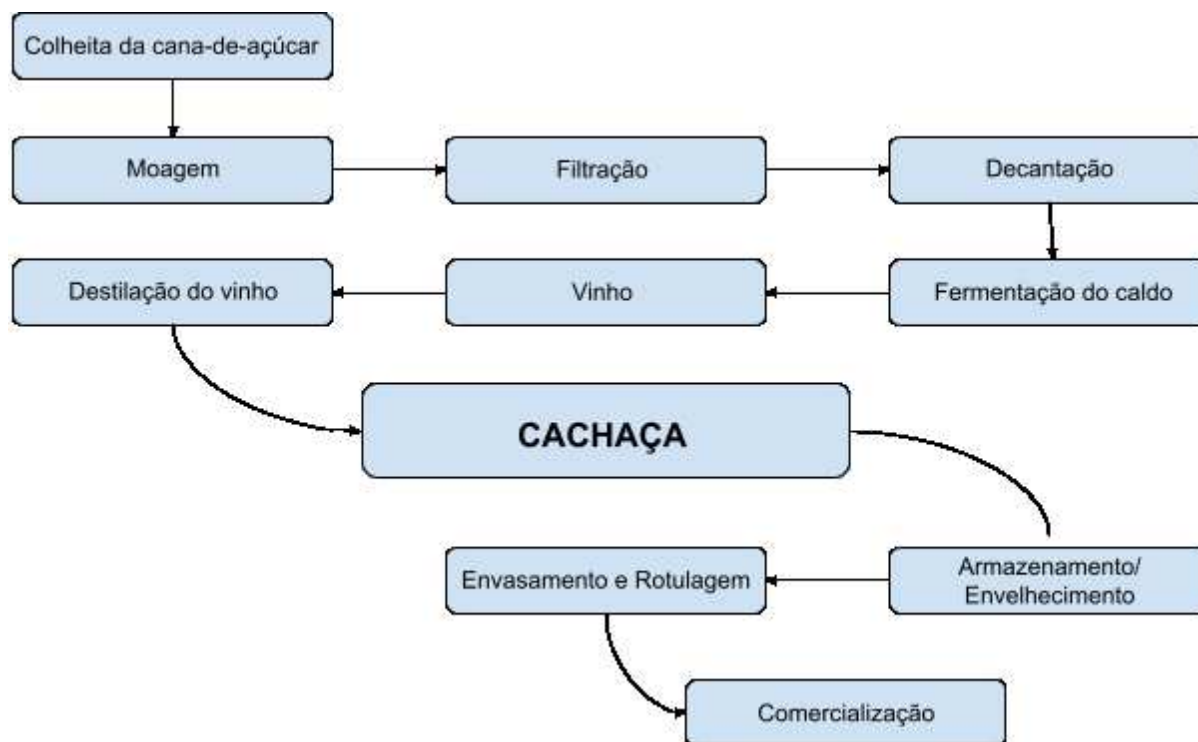 Colheita da cana-de-açúcar
Moagem
Filtração
Decantação
Fermentação do caldo
Vinho
Destilação do vinho
CACHAÇA
Armazenamento/
Envelhecimento
Envasamento e Rotulagem
Comercialização